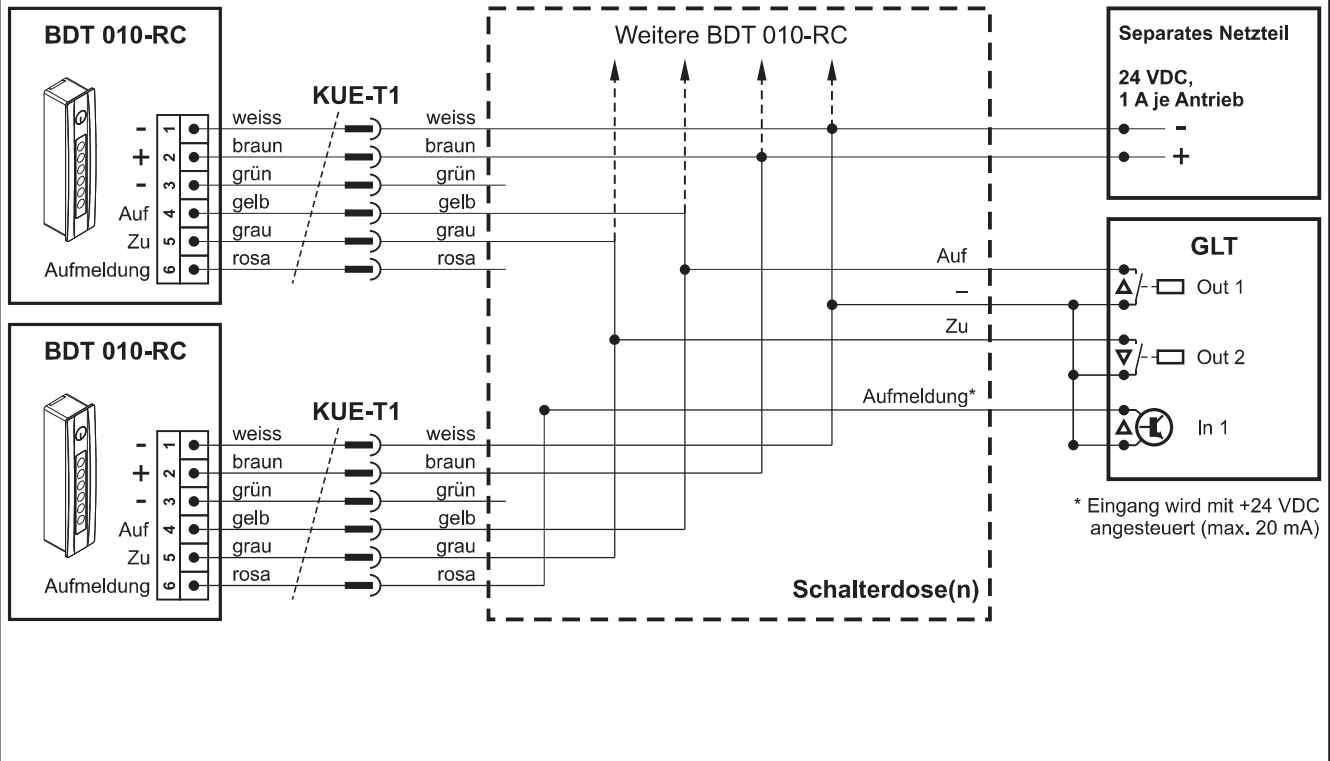 BDT 010-RC
KUE-T1
- 1 weiss weiss
+ 2 braun braun
- 3 grün grün
Auf 4 gelb gelb
Zu 5 grau grau
Aufmeldung 6 rosa rosa
BDT 010-RC
KUE-T1
- 1 weiss weiss
+ 2 braun braun
- 3 grün grün
Auf 4 gelb gelb
Zu 5 grau grau
Aufmeldung 6 rosa rosa
Weitere BDT 010-RC
Auf
–
Zu
Aufmeldung*
Schalterdose(n)
Separates Netzteil
24 VDC,
1 A je Antrieb
-
+
GLT
Out 1
Out 2
In 1
* Eingang wird mit +24 VDC
angesteuert (max. 20 mA)